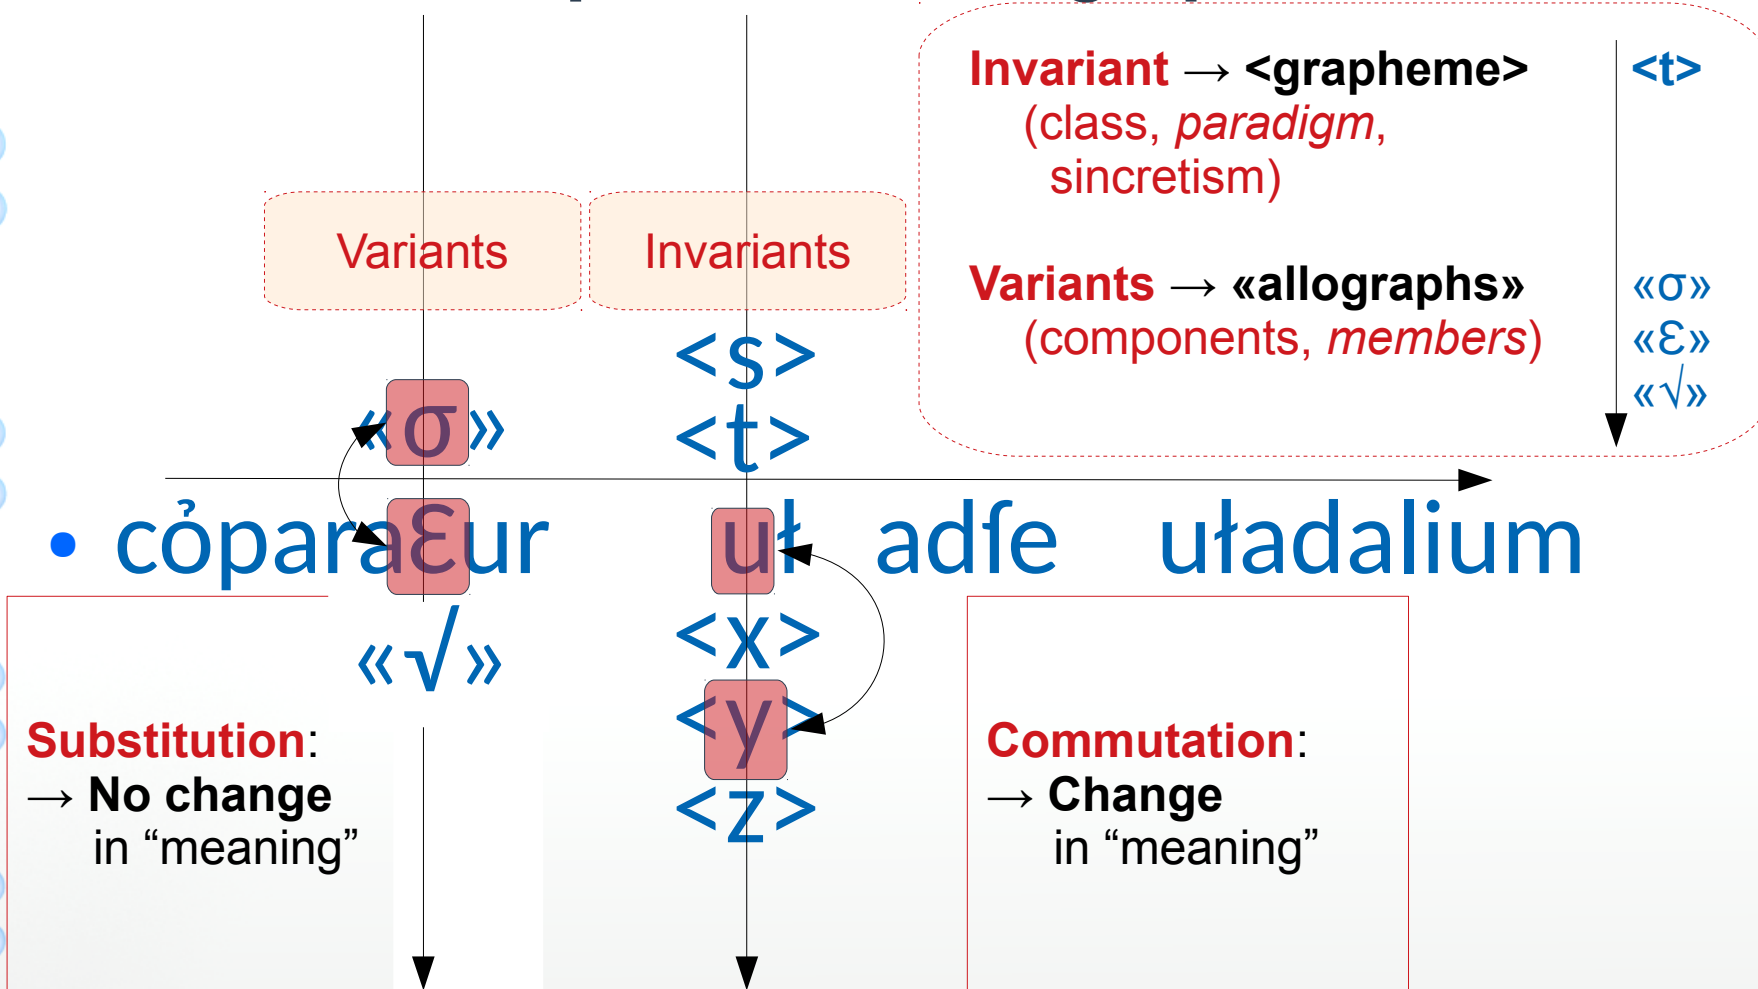 Invariant → <grapheme>
(class, paradigm,
sincretism)
<t>
Variants → «allographs»
(components, members)
«σ»
«Ɛ»
«√»
Variants
Invariants
<s>
<t>
«σ»
• cỏparaƐur uł adſe uładalium
«√»
<x>
<y>
<z>
Substitution:
→ No change
in “meaning”
Commutation:
→ Change
in “meaning”